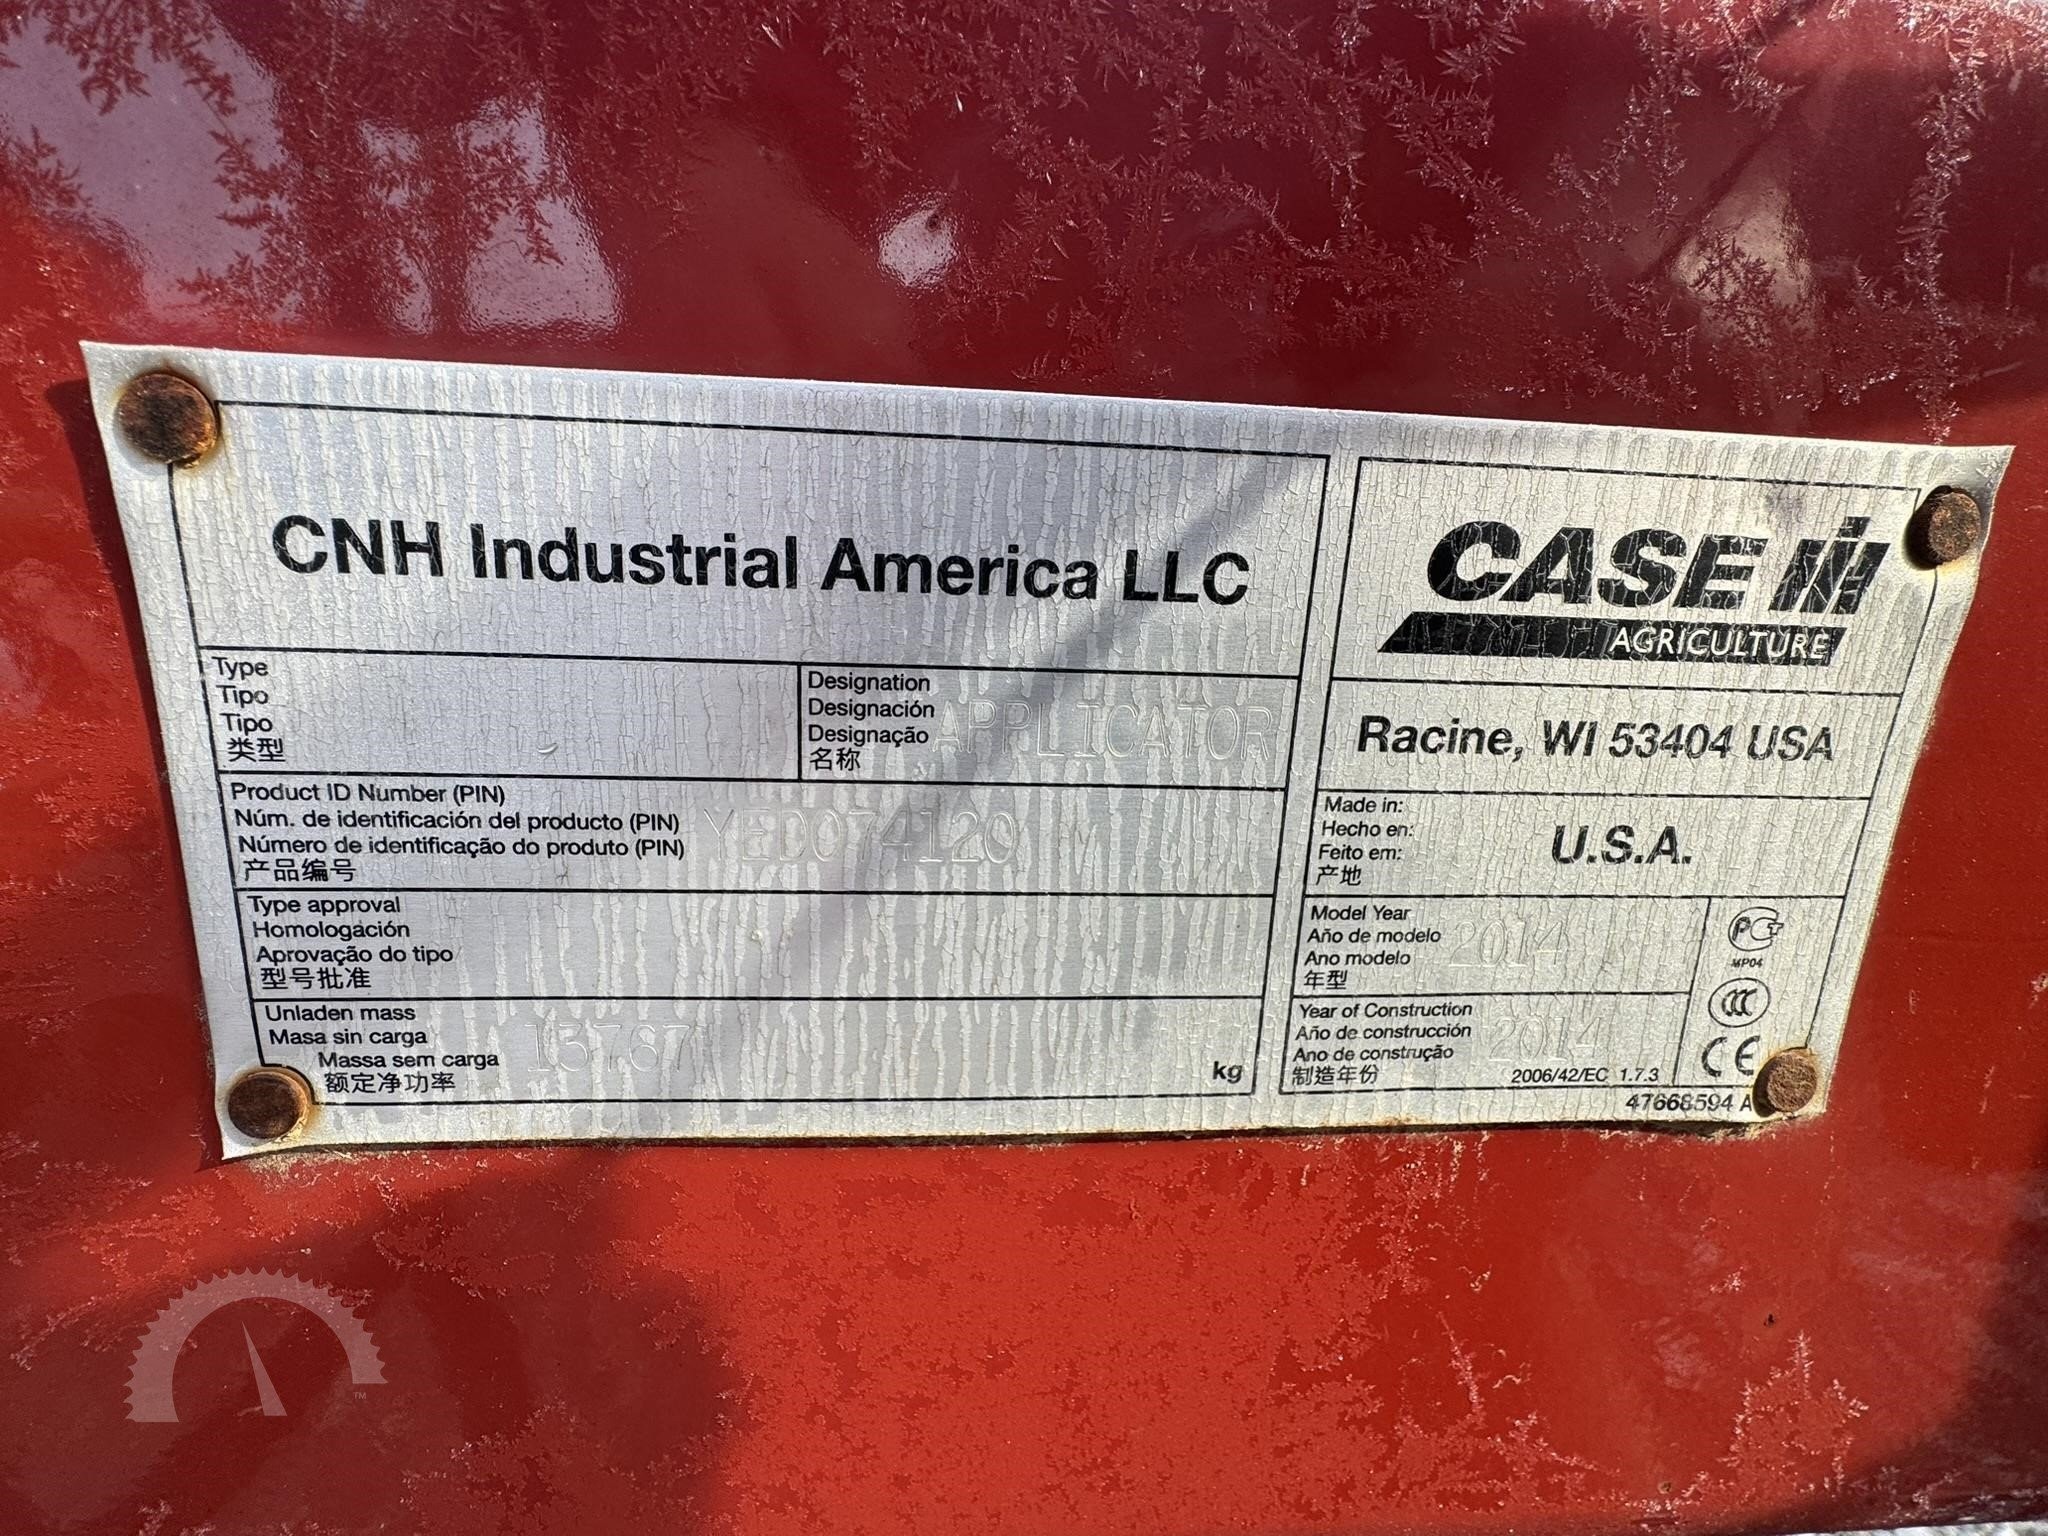 CNH Industrial America LLC
Type
Tipo
Tipo
类型
Designation
Designación
Designação
名称
APPLICATOR
Product ID Number (PIN)
Núm. de identificación del producto (PIN)
Número de identificação do produto (PIN)
产品编号
YED074120
Type approval
Homologación
Aprovação do tipo
型号批准
Unladen mass
Masa sin carga
Massa sem carga
额定净功率
kg
CASE IH
AGRICULTURE
Racine, WI 53404 USA
Made in:
Hecho en:
Feito em:
产地
U.S.A.
Model Year
Año de modelo
Ano modelo
年型
2014
Year of Construction
Año de construcción
Ano de construção
制造年份
2014
2006/42/EC 1.7.3
MP04
CCC
CE
47668594 A
TM